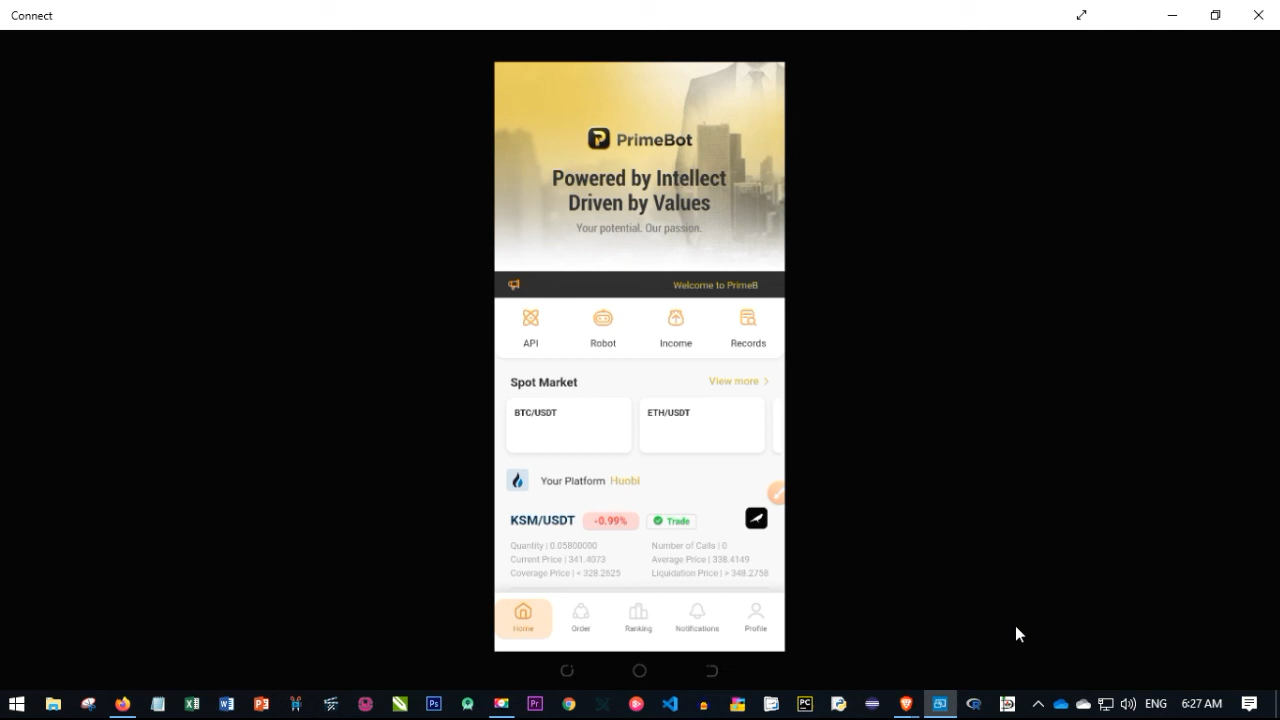 Connect
PrimeBot
Powered by Intellect
Driven by Values
Your potential. Our passion.
Welcome to PrimeB
API
Robot
Income
Records
Spot Market
View more
BTC/USDT
ETH/USDT
Your Platform Huobi
KSM/USDT -0.99% Trade
Quantity | 0.05800000 Number of Calls | 0
Current Price | 341.4073 Average Price | 338.4149
Coverage Price | < 328.2625 Liquidation Price | > 348.2758
Home
Order
Ranking
Notifications
Profile
ENG 6:27 AM